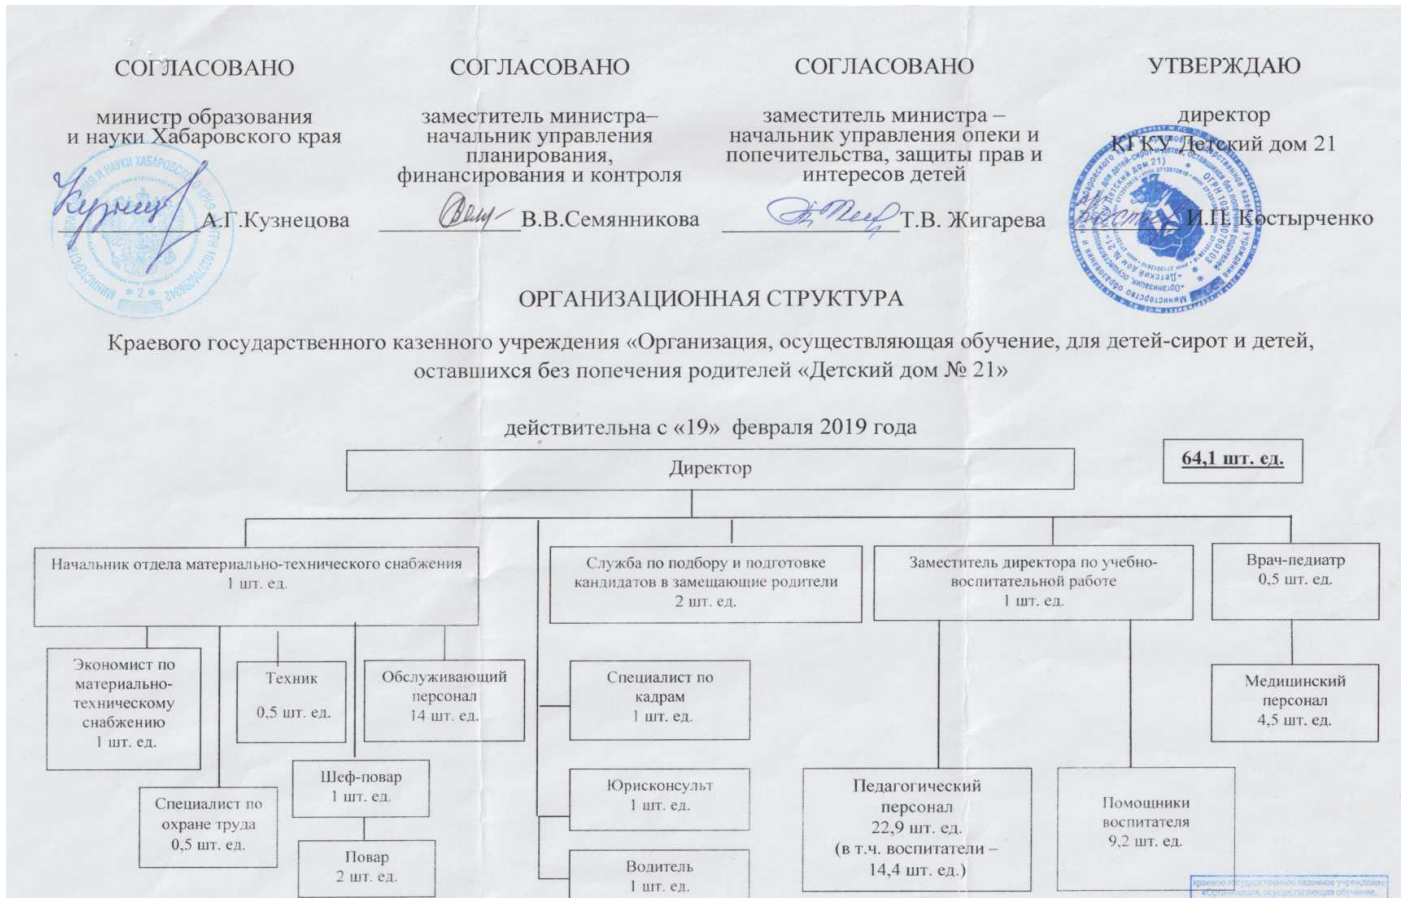 СОГЛАСОВАНО
министр образования
и науки Хабаровского края
А.Г.Кузнецова
СОГЛАСОВАНО
заместитель министра–
начальник управления
планирования,
финансирования и контроля
В.В.Семянникова
СОГЛАСОВАНО
заместитель министра –
начальник управления опеки и
попечительства, защиты прав и
интересов детей
Т.В. Жигарева
УТВЕРЖДАЮ
директор
КГКУ Детский дом 21
И.П. Костырченко
ОРГАНИЗАЦИОННАЯ СТРУКТУРА
Краевого государственного казенного учреждения «Организация, осуществляющая обучение, для детей-сирот и детей,
оставшихся без попечения родителей «Детский дом № 21»
действительна с «19» февраля 2019 года
64,1 шт. ед.
Директор
Начальник отдела материально-технического снабжения
1 шт. ед.
Служба по подбору и подготовке
кандидатов в замещающие родители
2 шт. ед.
Заместитель директора по учебно-
воспитательной работе
1 шт. ед.
Врач-педиатр
0,5 шт. ед.
Экономист по
материально-
техническому
снабжению
1 шт. ед.
Техник
0,5 шт. ед.
Обслуживающий
персонал
14 шт. ед.
Специалист по
кадрам
1 шт. ед.
Медицинский
персонал
4,5 шт. ед.
Специалист по
охране труда
0,5 шт. ед.
Шеф-повар
1 шт. ед.
Повар
2 шт. ед.
Юрисконсульт
1 шт. ед.
Водитель
1 шт. ед.
Педагогический
персонал
22,9 шт. ед.
(в т.ч. воспитатели –
14,4 шт. ед.)
Помощники
воспитателя
9,2 шт. ед.
краевое государственное казенное учреждение
«Организация, осуществляющая обучение,